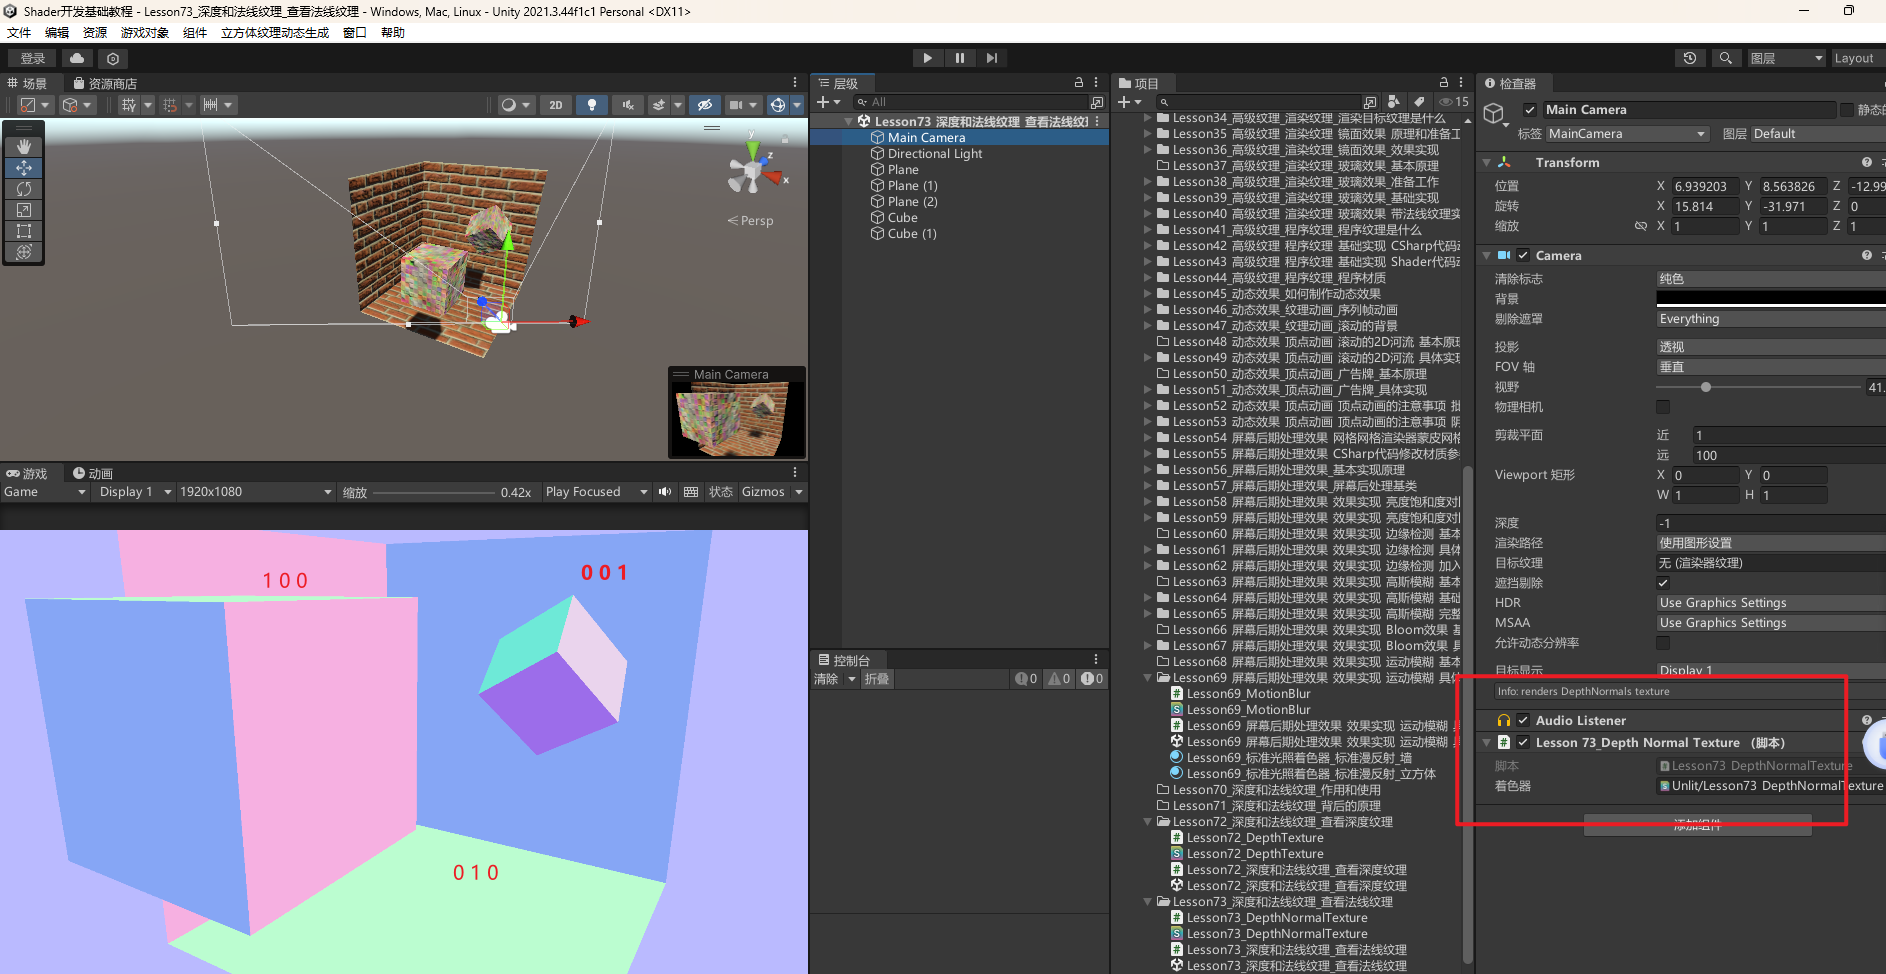 Shader开发基础教程 - Lesson73_深度和法线纹理_查看法线纹理 - Windows, Mac, Linux - Unity 2021.3.44f1c1 Personal <DX11>
文件 编辑 资源 游戏对象 组件 立方体纹理动态生成 窗口 帮助
登录
图层 Layout
场景 资源商店
2D
Persp
Main Camera
游戏 动画
Game Display 1 1920x1080 缩放 0.42x Play Focused 状态 Gizmos
1 0 0
0 0 1
0 1 0
层级
All
Lesson73_深度和法线纹理_查看法线纹
Main Camera
Directional Light
Plane
Plane (1)
Plane (2)
Cube
Cube (1)
控制台
清除 折叠 0 0 0
项目
15
Lesson34_高级纹理_渲染纹理_渲染目标纹理是什么
Lesson35_高级纹理_渲染纹理_镜面效果_原理和准备工
Lesson36_高级纹理_渲染纹理_镜面效果_效果实现
Lesson37_高级纹理_渲染纹理_玻璃效果_基本原理
Lesson38_高级纹理_渲染纹理_玻璃效果_准备工作
Lesson39_高级纹理_渲染纹理_玻璃效果_基础实现
Lesson40_高级纹理_渲染纹理_玻璃效果_带法线纹理实
Lesson41_高级纹理_程序纹理_程序纹理是什么
Lesson42_高级纹理_程序纹理_基础实现_CSharp代码动
Lesson43_高级纹理_程序纹理_基础实现_Shader代码动
Lesson44_高级纹理_程序纹理_程序材质
Lesson45_动态效果_如何制作动态效果
Lesson46_动态效果_纹理动画_序列帧动画
Lesson47_动态效果_纹理动画_滚动的背景
Lesson48_动态效果_顶点动画_滚动的2D河流_基本原理
Lesson49_动态效果_顶点动画_滚动的2D河流_具体实现
Lesson50_动态效果_顶点动画_广告牌_基本原理
Lesson51_动态效果_顶点动画_广告牌_具体实现
Lesson52_动态效果_顶点动画_顶点动画的注意事项_批
Lesson53_动态效果_顶点动画_顶点动画的注意事项_阴
Lesson54_屏幕后期处理效果_网格网格渲染器蒙皮网格
Lesson55_屏幕后期处理效果_CSharp代码修改材质参
Lesson56_屏幕后期处理效果_基本实现原理
Lesson57_屏幕后期处理效果_屏幕后处理基类
Lesson58_屏幕后期处理效果_效果实现_亮度饱和度对
Lesson59_屏幕后期处理效果_效果实现_亮度饱和度对
Lesson60_屏幕后期处理效果_效果实现_边缘检测_基本
Lesson61_屏幕后期处理效果_效果实现_边缘检测_具体
Lesson62_屏幕后期处理效果_效果实现_边缘检测_加入
Lesson63_屏幕后期处理效果_效果实现_高斯模糊_基本
Lesson64_屏幕后期处理效果_效果实现_高斯模糊_基础
Lesson65_屏幕后期处理效果_效果实现_高斯模糊_完整
Lesson66_屏幕后期处理效果_效果实现_Bloom效果_基
Lesson67_屏幕后期处理效果_效果实现_Bloom效果_具
Lesson68_屏幕后期处理效果_效果实现_运动模糊_基本
Lesson69_屏幕后期处理效果_效果实现_运动模糊_具体
Lesson69_MotionBlur
Lesson69_MotionBlur
Lesson69_屏幕后期处理效果_效果实现_运动模糊_具
Lesson69_屏幕后期处理效果_效果实现_运动模糊_具
Lesson69_标准光照着色器_标准漫反射_墙
Lesson69_标准光照着色器_标准漫反射_立方体
Lesson70_深度和法线纹理_作用和使用
Lesson71_深度和法线纹理_背后的原理
Lesson72_深度和法线纹理_查看深度纹理
Lesson72_DepthTexture
Lesson72_DepthTexture
Lesson72_深度和法线纹理_查看深度纹理
Lesson72_深度和法线纹理_查看深度纹理
Lesson73_深度和法线纹理_查看法线纹理
Lesson73_DepthNormalTexture
Lesson73_DepthNormalTexture
Lesson73_深度和法线纹理_查看法线纹理
Lesson73_深度和法线纹理_查看法线纹理
检查器
Main Camera 静态的
标签 MainCamera 图层 Default
Transform
位置 X 6.939203 Y 8.563826 Z -12.99
旋转 X 15.814 Y -31.971 Z 0
缩放 X 1 Y 1 Z 1
Camera
清除标志 纯色
背景
剔除遮罩 Everything
投影 透视
FOV 轴 垂直
视野 41.
物理相机
剪裁平面 近 1
远 100
Viewport 矩形 X 0 Y 0
W 1 H 1
深度 -1
渲染路径 使用图形设置
目标纹理 无 (渲染器纹理)
遮挡剔除
HDR Use Graphics Settings
MSAA Use Graphics Settings
允许动态分辨率
目标显示 Display 1
Info: renders DepthNormals texture
Audio Listener
Lesson 73_Depth Normal Texture （脚本）
脚本 Lesson73_DepthNormalTexture
着色器 Unlit/Lesson73_DepthNormalTexture
添加组件